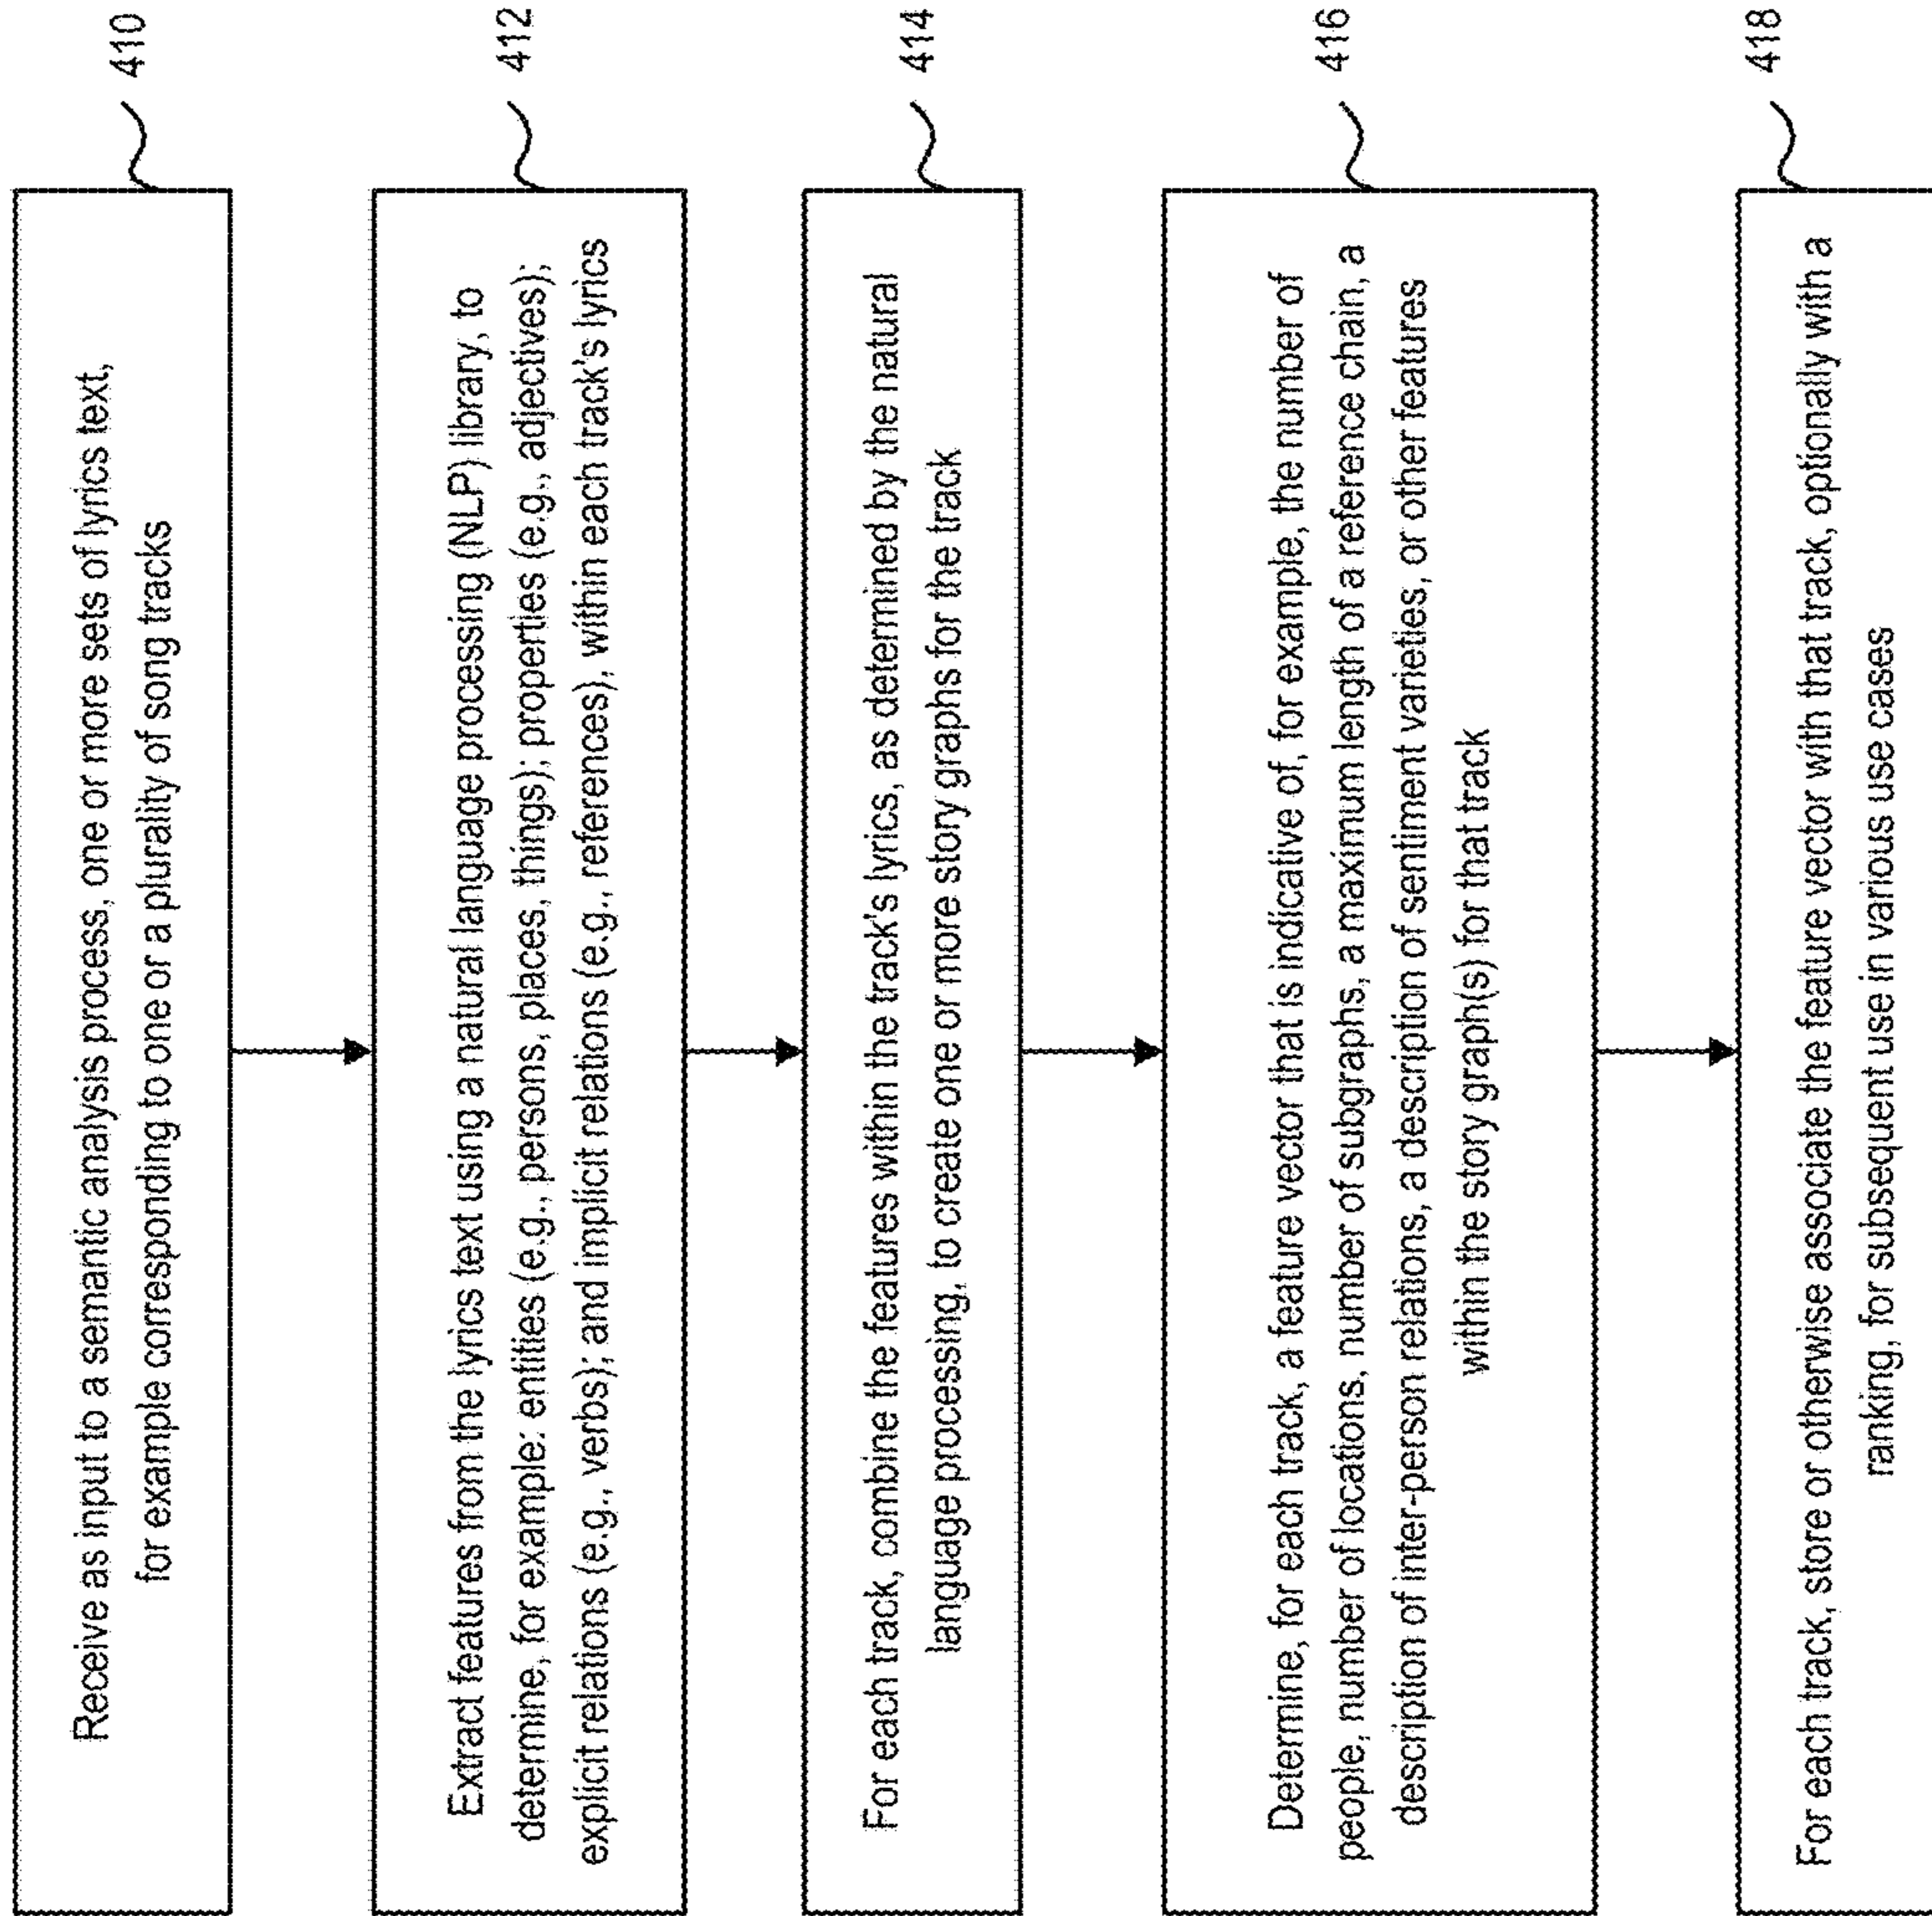 Receive as input to a semantic analysis process, one or more sets of lyrics text,
for example corresponding to one or a plurality of song tracks
410
Extract features from the lyrics text using a natural language processing (NLP) library, to
determine, for example: entities (e.g., persons, places, things); properties (e.g., adjectives);
explicit relations (e.g., verbs); and implicit relations (e.g., references), within each track's lyrics
412
For each track, combine the features within the track's lyrics, as determined by the natural
language processing, to create one or more story graphs for the track
414
Determine, for each track, a feature vector that is indicative of, for example, the number of
people, number of locations, number of subgraphs, a maximum length of a reference chain, a
description of inter-person relations, a description of sentiment varieties, or other features
within the story graph(s) for that track
416
For each track, store or otherwise associate the feature vector with that track, optionally with a
ranking, for subsequent use in various use cases
418